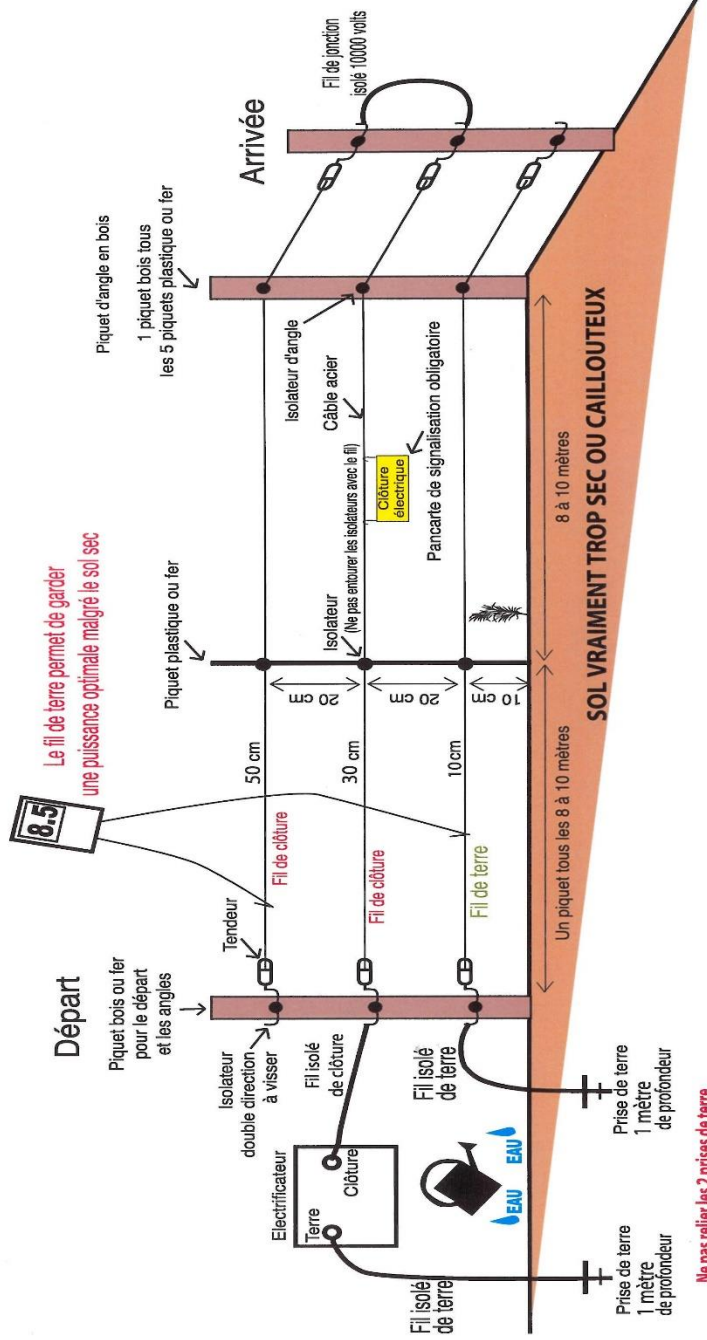 Départ
Piquet bois ou fer
pour le départ
et les angles
Isolateur
double direction
à visser
Tendeur
Le fil de terre permet de garder
une puissance optimale malgré le sol sec
8.5
Piquet plastique ou fer
Piquet d'angle en bois
1 piquet bois tous
les 5 piquets plastique ou fer
Arrivée
Fil de jonction
isolé 10000 volts
Electrificateur
Terre
Clôture
Fil isolé
de clôture
Fil isolé
de terre
Fil isolé
de terre
EAU
EAU
Fil de clôture
50 cm
Fil de clôture
30 cm
Fil de terre
10 cm
20 cm
20 cm
10 cm
Isolateur
(Ne pas entourer les isolateurs avec le fil)
Isolateur d'angle
Câble acier
Clôture
électrique
Pancarte de signalisation obligatoire
Un piquet tous les 8 à 10 mètres
8 à 10 mètres
SOL VRAIMENT TROP SEC OU CAILLOUTEUX
Prise de terre
1 mètre
de profondeur
Prise de terre
1 mètre
de profondeur
Ne pas relier les 2 prises de terre